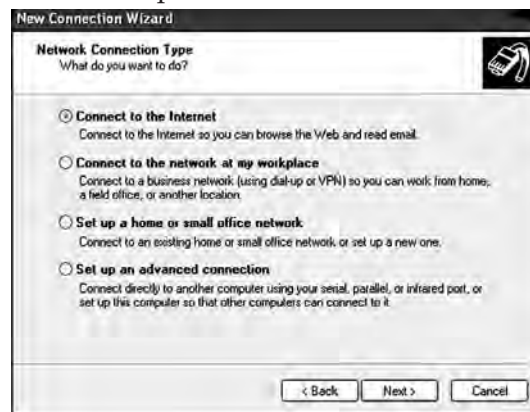 New Connection Wizard
Network Connection Type
What do you want to do?
Connect to the Internet
Connect to the Internet so you can browse the Web and read email.
Connect to the network at my workplace
Connect to a business network (using dial-up or VPN) so you can work from home,
a field office, or another location.
Set up a home or small office network
Connect to an existing home or small office network or set up a new one.
Set up an advanced connection
Connect directly to another computer using your serial, parallel, or infrared port, or
set up this computer so that other computers can connect to it.
< Back Next > Cancel